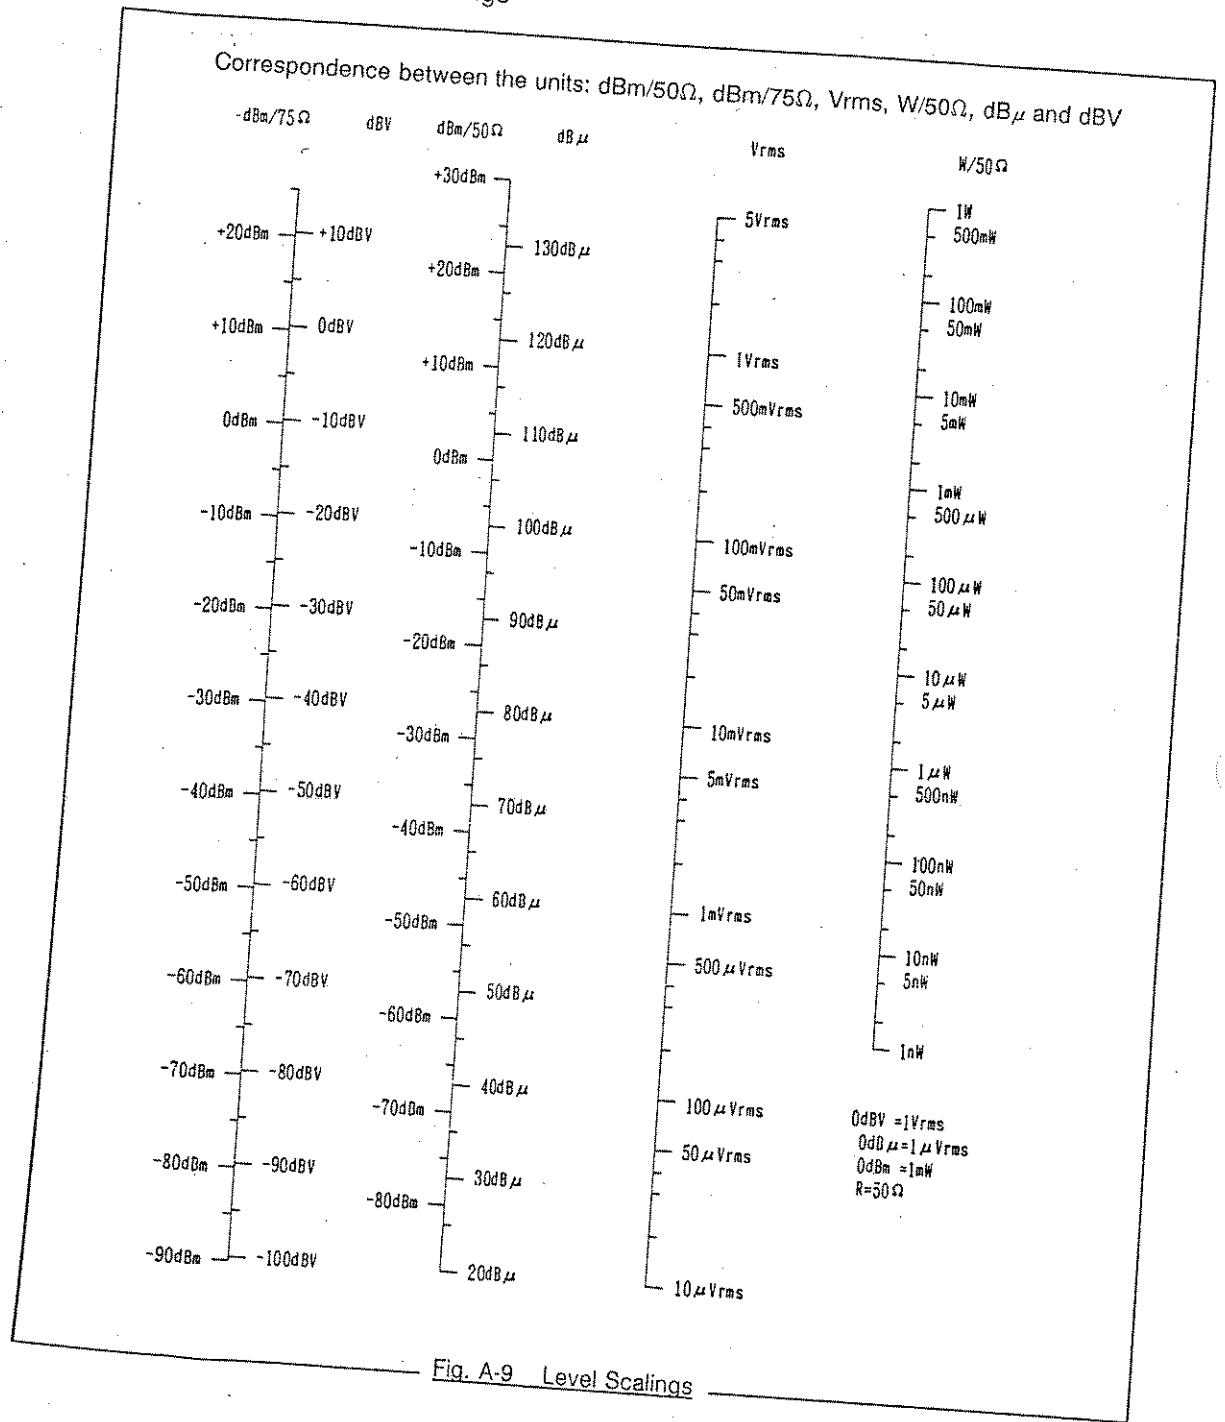 Correspondence between the units: dBm/50Ω, dBm/75Ω, Vrms, W/50Ω, dBμ and dBV
-dBm/75Ω dBV dBm/50Ω dBμ Vrms W/50Ω
+20dBm
+10dBm
0dBm
-10dBm
-20dBm
-30dBm
-40dBm
-50dBm
-60dBm
-70dBm
-80dBm
-90dBm
+10dBV
0dBV
-10dBV
-20dBV
-30dBV
-40dBV
-50dBV
-60dBV
-70dBV
-80dBV
-90dBV
-100dBV
+30dBm
+20dBm
+10dBm
0dBm
-10dBm
-20dBm
-30dBm
-40dBm
-50dBm
-60dBm
-70dBm
-80dBm
130dBμ
120dBμ
110dBμ
100dBμ
90dBμ
80dBμ
70dBμ
60dBμ
50dBμ
40dBμ
30dBμ
20dBμ
5Vrms
1Vrms
500mVrms
100mVrms
50mVrms
10mVrms
5mVrms
1mVrms
500μVrms
100μVrms
50μVrms
10μVrms
1W
500mW
100mW
50mW
10mW
5mW
1mW
500μW
100μW
50μW
10μW
5μW
1μW
500nW
100nW
50nW
10nW
5nW
1nW
0dBV =1Vrms
0dBμ=1μVrms
0dBm =1mW
R=50Ω
Fig. A-9 Level Scalings